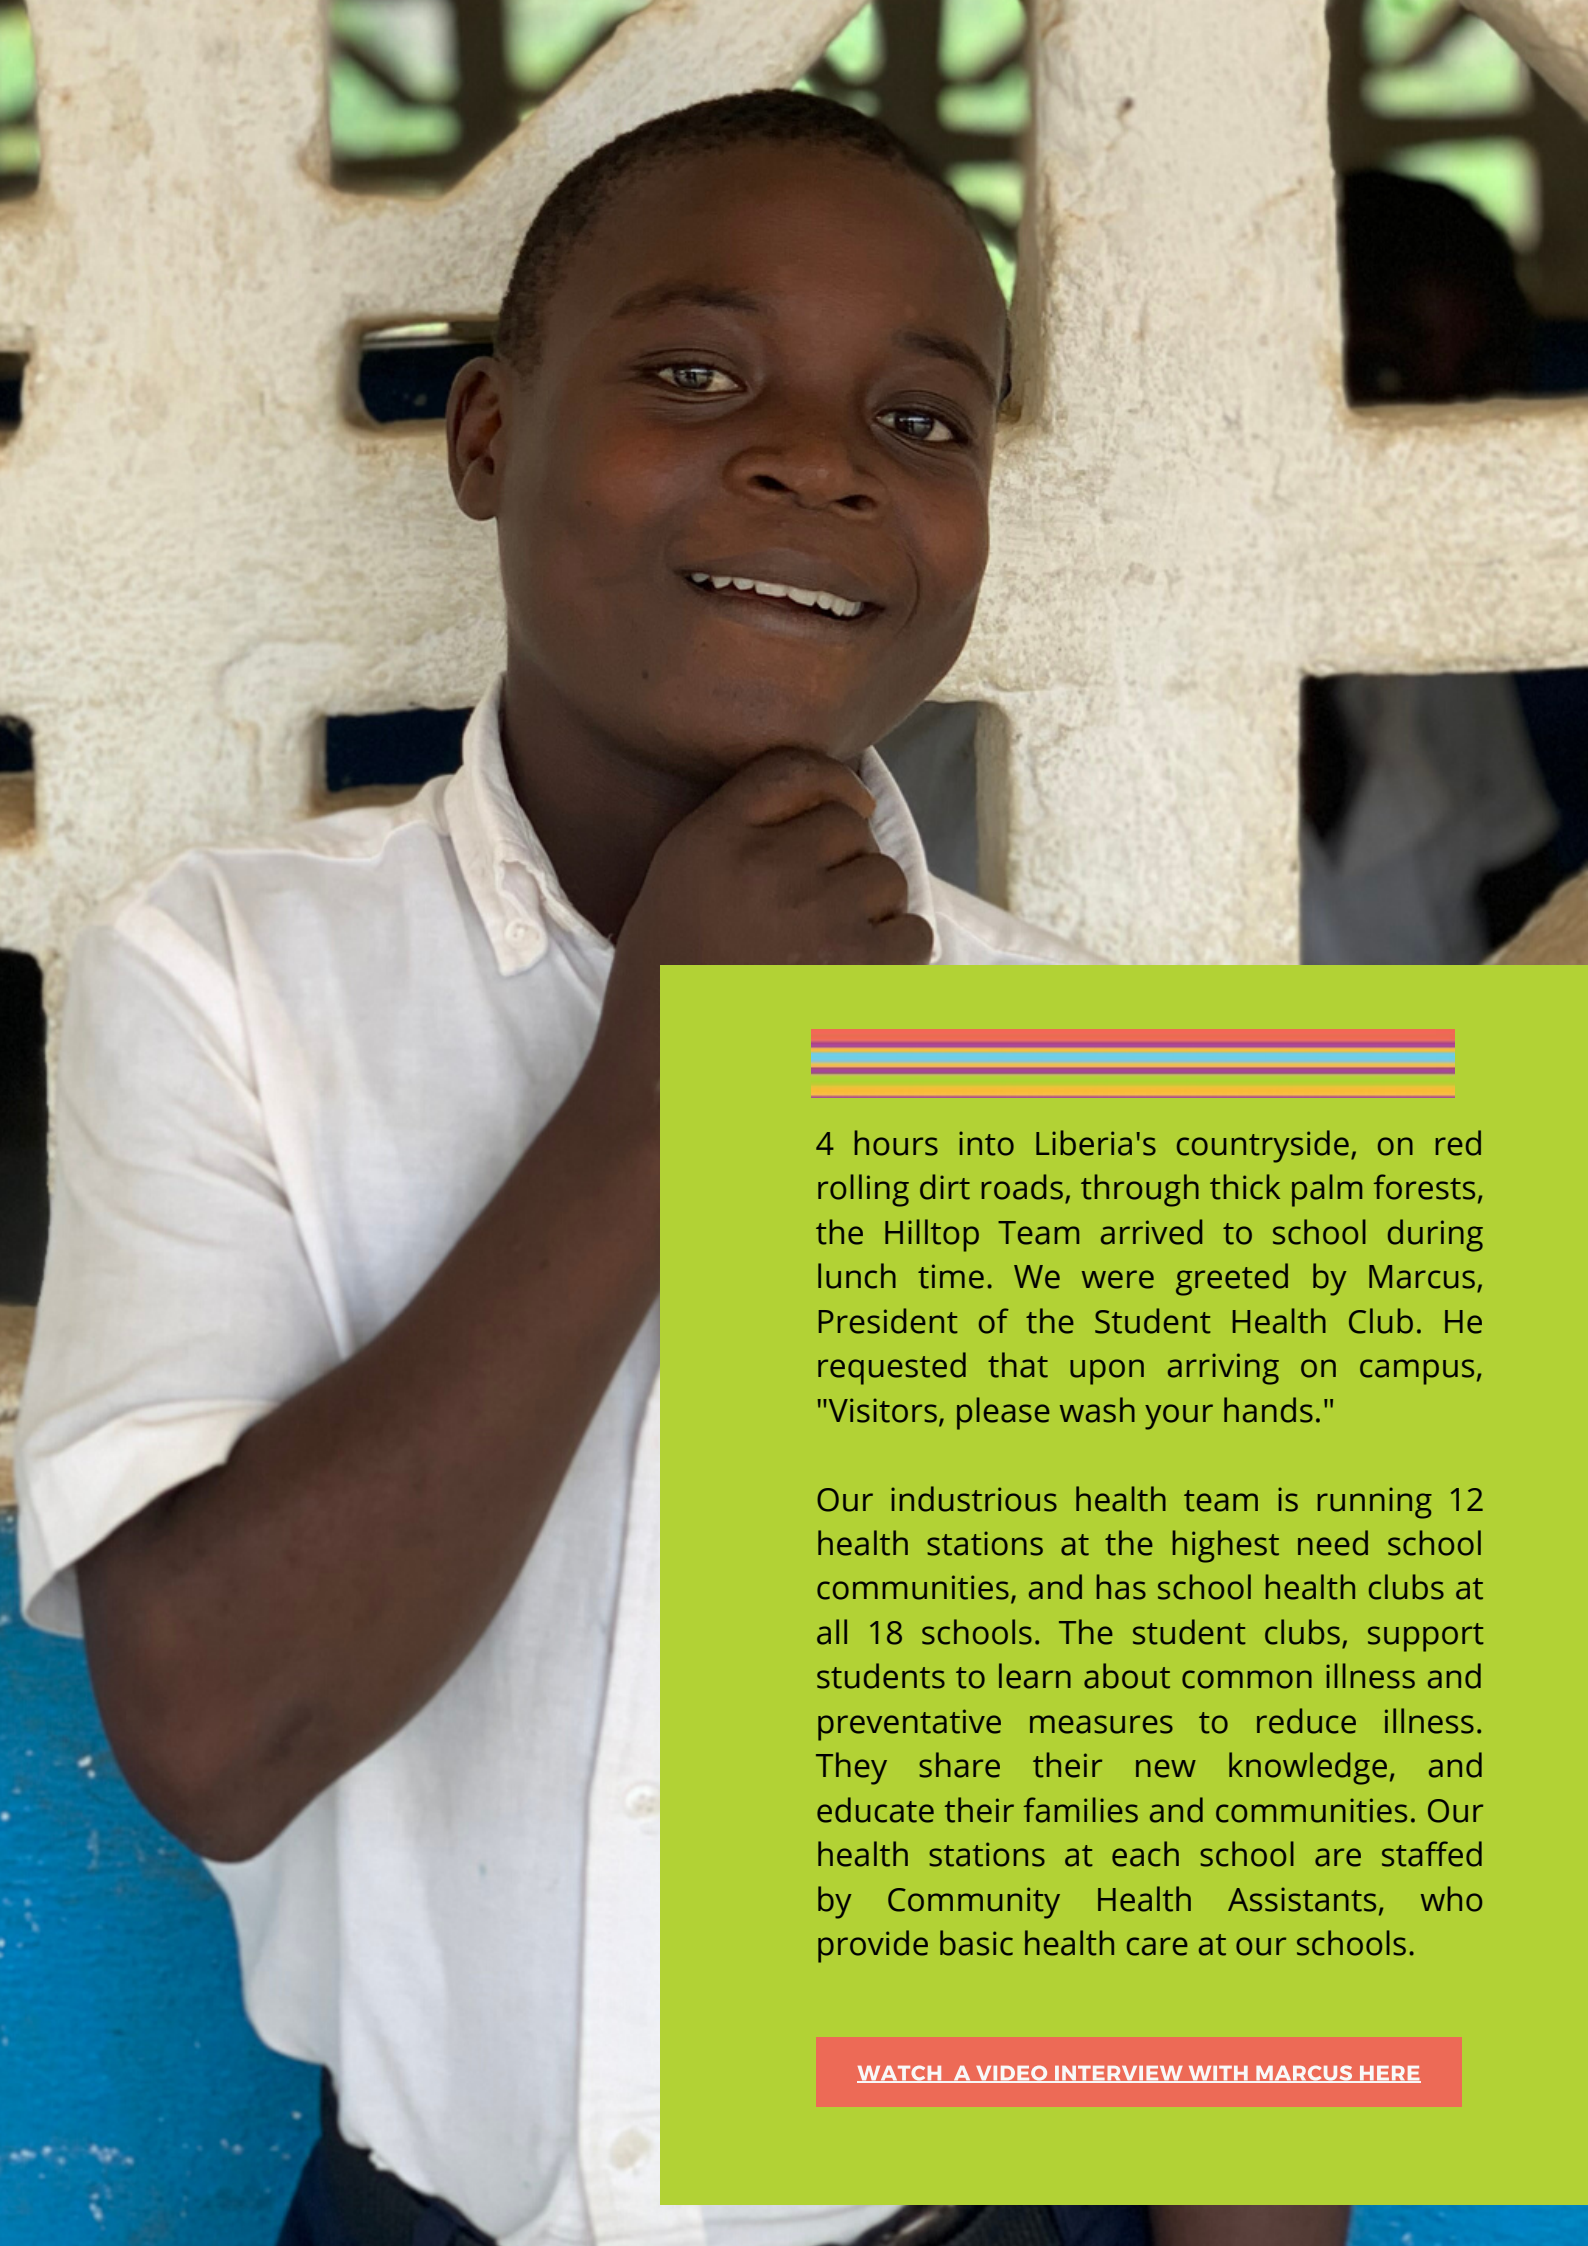 4 hours into Liberia's countryside, on red
rolling dirt roads, through thick palm forests,
the Hilltop Team arrived to school during
lunch time. We were greeted by Marcus,
President of the Student Health Club. He
requested that upon arriving on campus,
"Visitors, please wash your hands."
Our industrious health team is running 12
health stations at the highest need school
communities, and has school health clubs at
all 18 schools. The student clubs, support
students to learn about common illness and
preventative measures to reduce illness.
They share their new knowledge, and
educate their families and communities. Our
health stations at each school are staffed
by Community Health Assistants, who
provide basic health care at our schools.
WATCH A VIDEO INTERVIEW WITH MARCUS HERE